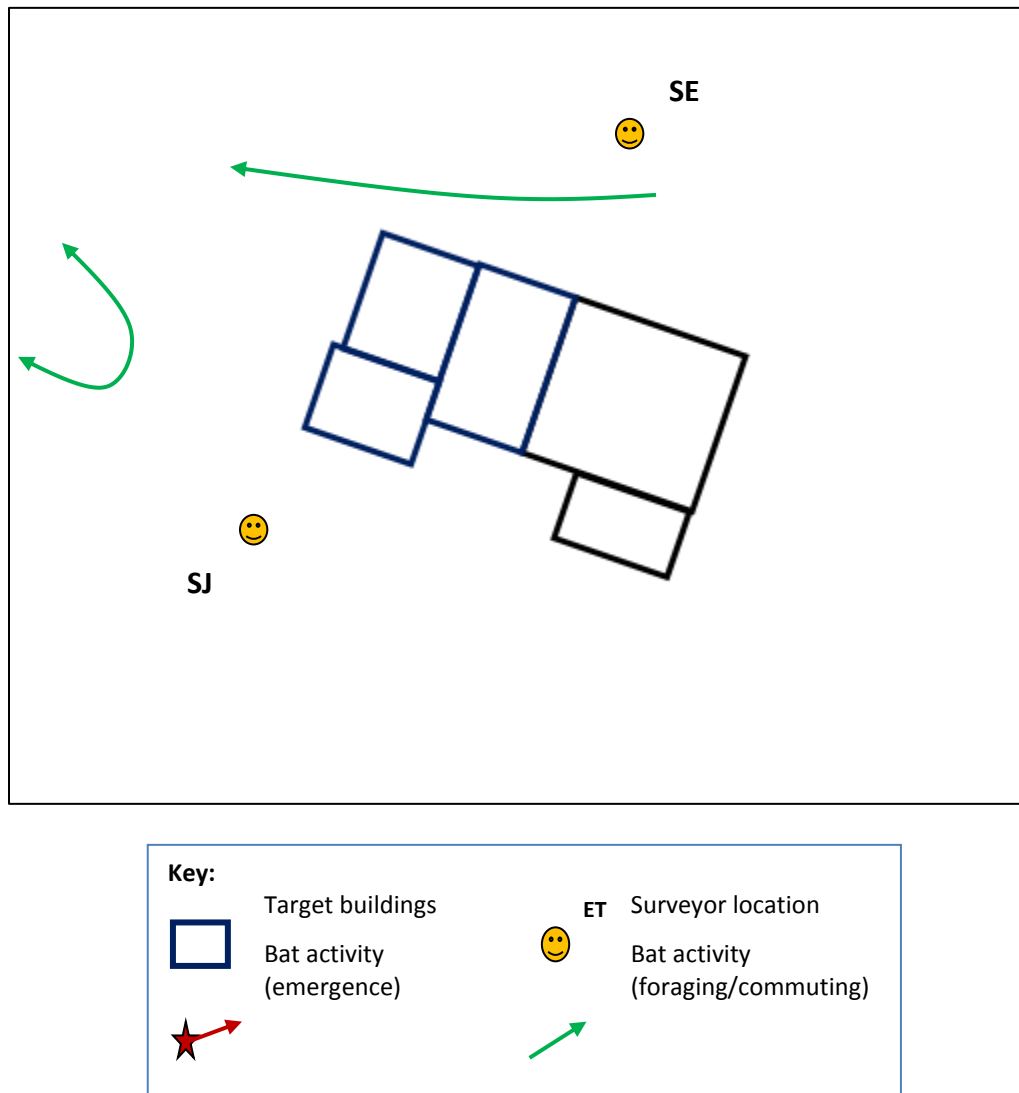 SE
SJ
Key:
Target buildings
ET Surveyor location
Bat activity
(emergence)
Bat activity
(foraging/commuting)